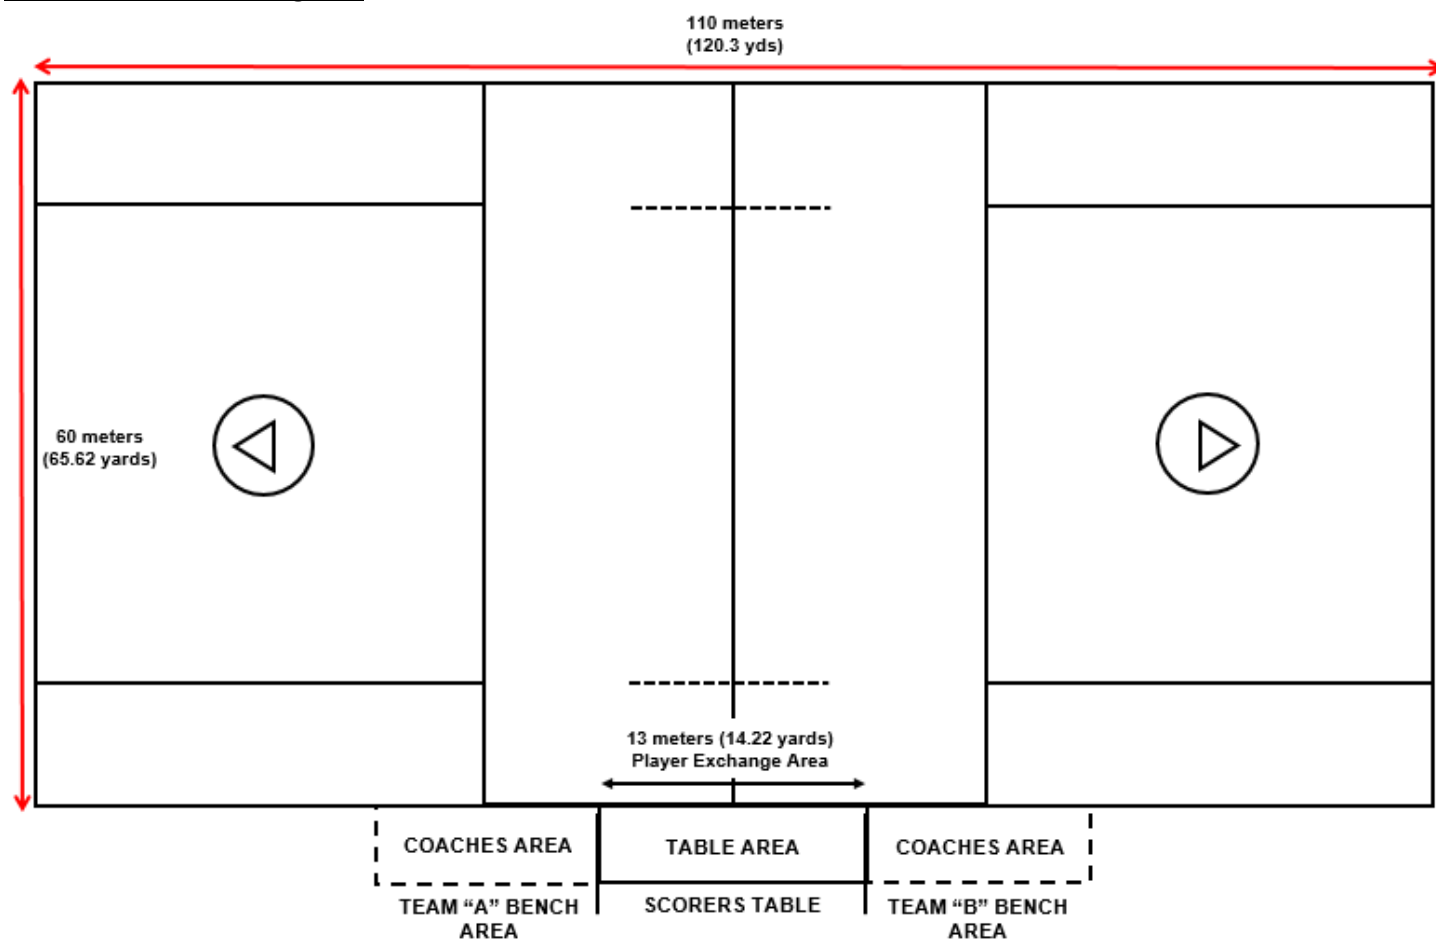 110 meters
(120.3 yds)
60 meters
(65.62 yards)
13 meters (14.22 yards)
Player Exchange Area
COACHES AREA
TABLE AREA
COACHES AREA
TEAM “A” BENCH
AREA
SCORERS TABLE
TEAM “B” BENCH
AREA